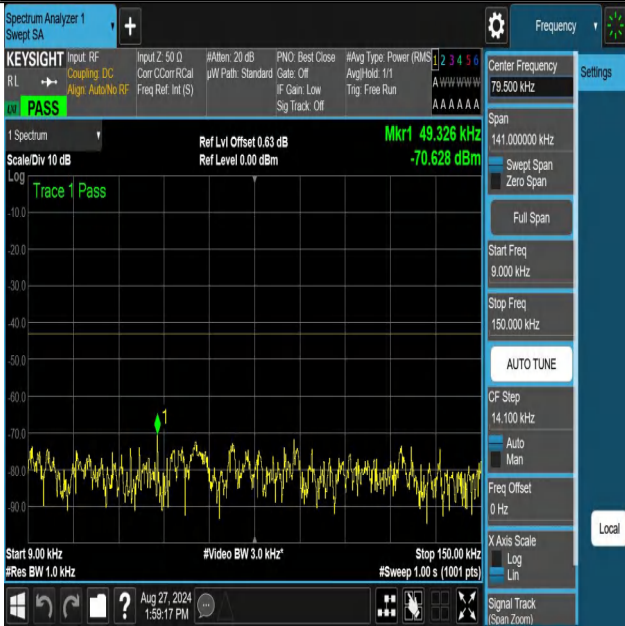 Spectrum Analyzer 1
Swept SA
+
Frequency
KEYSIGHT
RL
PASS
Input: RF
Coupling: DC
Align: Auto/No RF
Input Z: 50 Ω
Corr CCorr RCal
Freq Ref: Int (S)
#Atten: 20 dB
µW Path: Standard
PNO: Best Close
Gate: Off
IF Gain: Low
Sig Track: Off
#Avg Type: Power (RMS
Avg|Hold: 1/1
Trig: Free Run
1 2 3 4 5 6
A W W W W W
A A A A A A
1 Spectrum
Scale/Div 10 dB
Ref Lvl Offset 0.63 dB
Ref Level 0.00 dBm
Mkr1 49.326 kHz
-70.628 dBm
Log
Trace 1 Pass
-10.0
-20.0
-30.0
-40.0
-50.0
-60.0
-70.0
-80.0
-90.0
1
Start 9.00 kHz
#Res BW 1.0 kHz
#Video BW 3.0 kHz*
Stop 150.00 kHz
#Sweep 1.00 s (1001 pts)
Aug 27, 2024
1:59:17 PM
Center Frequency
79.500 kHz
Span
141.000000 kHz
Swept Span
Zero Span
Full Span
Start Freq
9.000 kHz
Stop Freq
150.000 kHz
AUTO TUNE
CF Step
14.100 kHz
Auto
Man
Freq Offset
0 Hz
X Axis Scale
Log
Lin
Signal Track
(Span Zoom)
Settings
Local